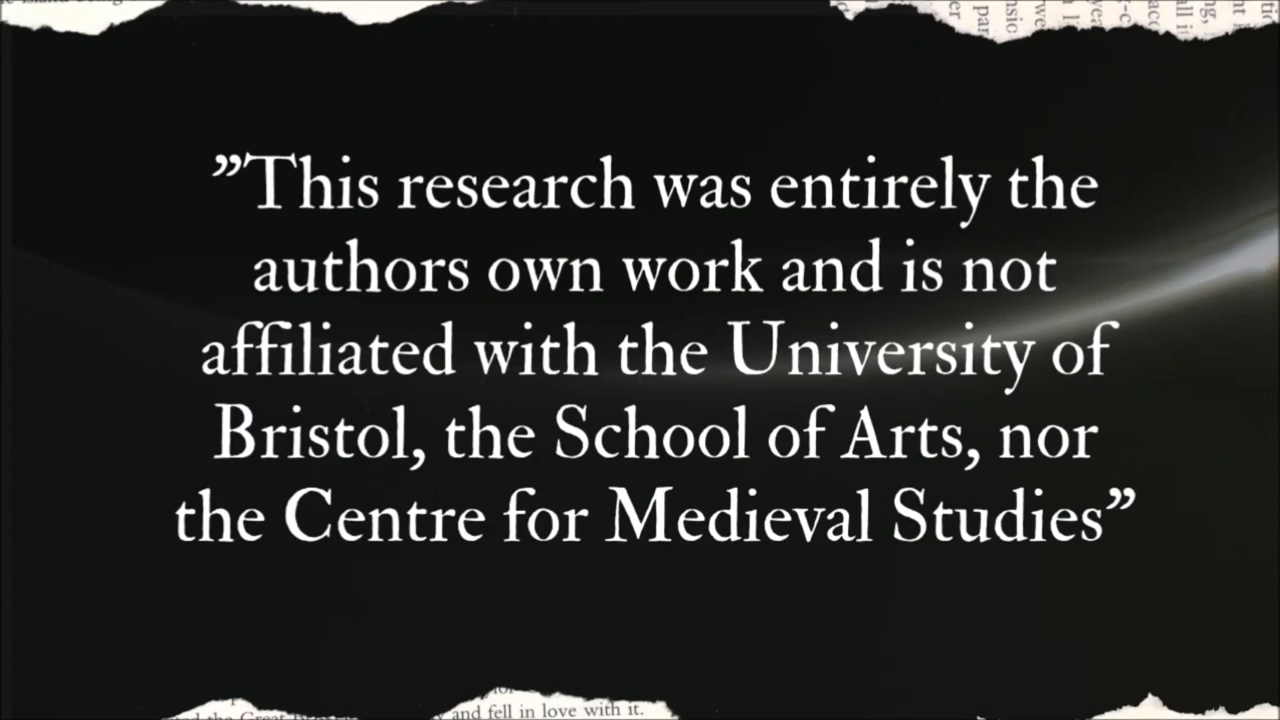 ”This research was entirely the
authors own work and is not
affiliated with the University of
Bristol, the School of Arts, nor
the Centre for Medieval Studies”
and fell in love with it.